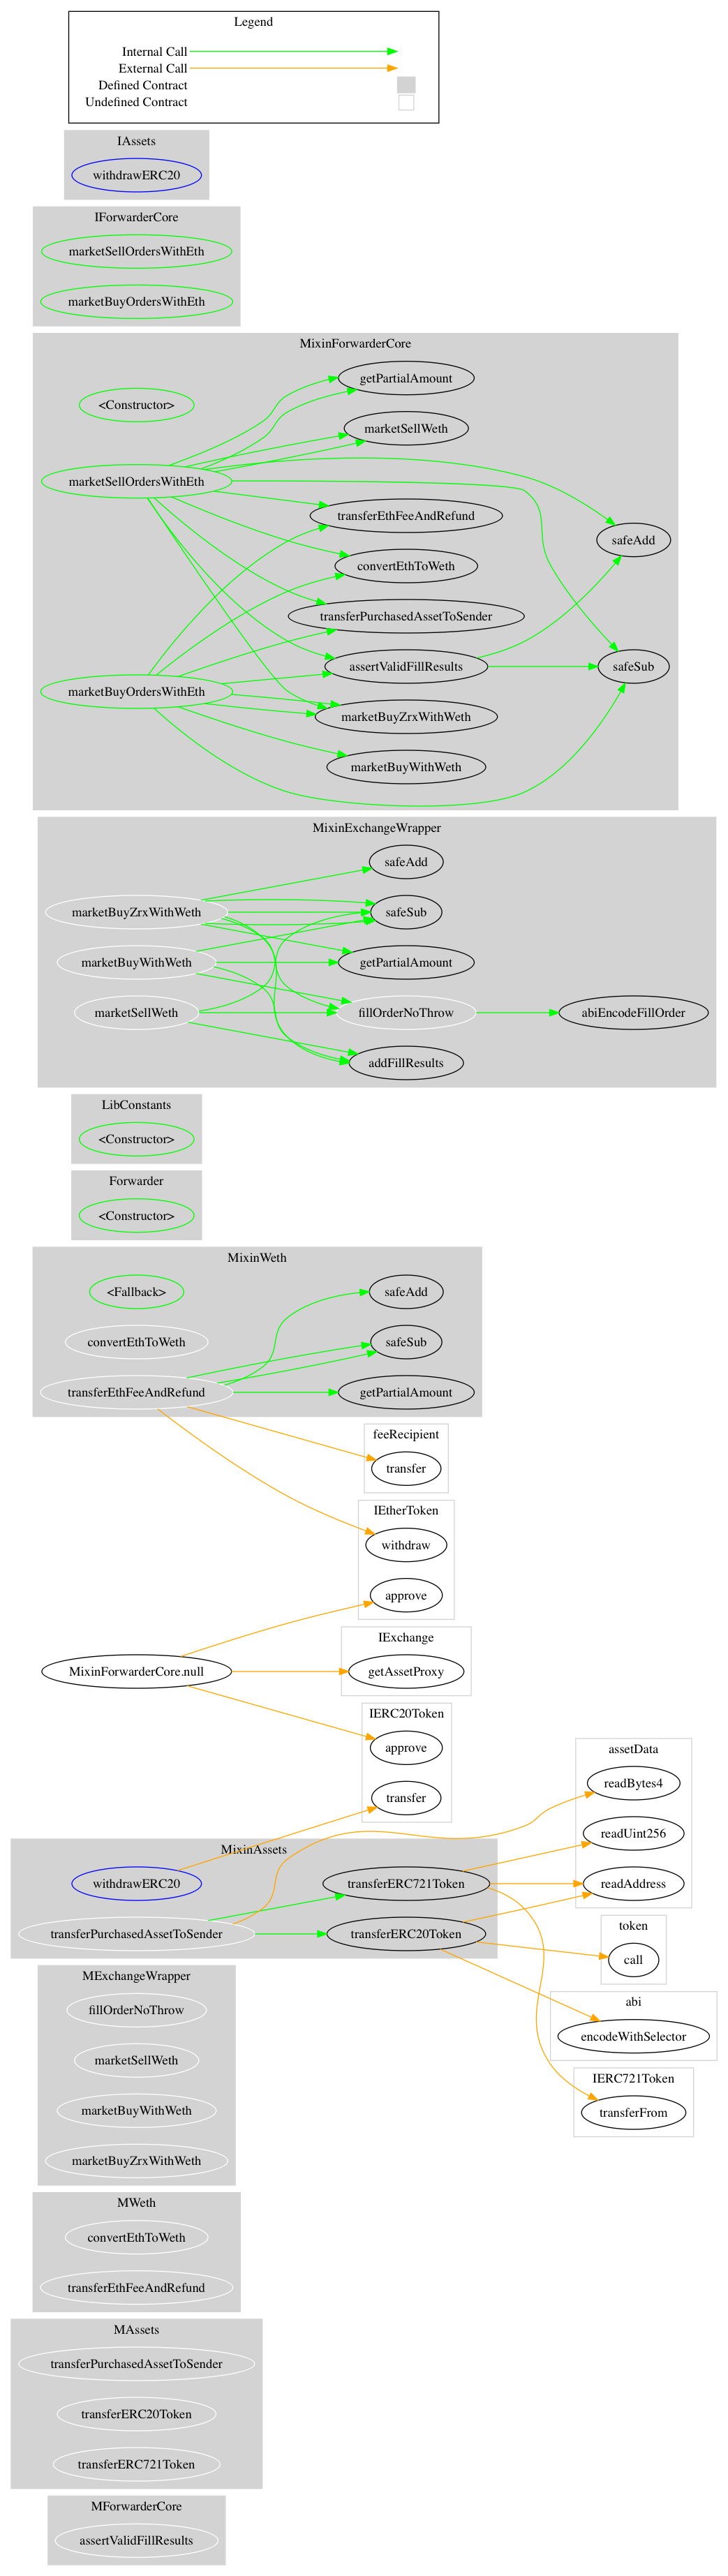 Legend
Internal Call
External Call
Defined Contract
Undefined Contract
IAssets
withdrawERC20
IForwarderCore
marketSellOrdersWithEth
marketBuyOrdersWithEth
MixinForwarderCore
<Constructor>
marketSellOrdersWithEth
marketBuyOrdersWithEth
getPartialAmount
marketSellWeth
transferEthFeeAndRefund
convertEthToWeth
transferPurchasedAssetToSender
assertValidFillResults
marketBuyZrxWithWeth
marketBuyWithWeth
safeAdd
safeSub
MixinExchangeWrapper
marketBuyZrxWithWeth
marketBuyWithWeth
marketSellWeth
safeAdd
safeSub
getPartialAmount
fillOrderNoThrow
addFillResults
abiEncodeFillOrder
LibConstants
<Constructor>
Forwarder
<Constructor>
MixinWeth
<Fallback>
convertEthToWeth
transferEthFeeAndRefund
safeAdd
safeSub
getPartialAmount
feeRecipient
transfer
IEtherToken
withdraw
approve
MixinForwarderCore.null
IExchange
getAssetProxy
IERC20Token
approve
transfer
assetData
readBytes4
readUint256
readAddress
MixinAssets
withdrawERC20
transferPurchasedAssetToSender
transferERC721Token
transferERC20Token
token
call
abi
encodeWithSelector
IERC721Token
transferFrom
MExchangeWrapper
fillOrderNoThrow
marketSellWeth
marketBuyWithWeth
marketBuyZrxWithWeth
MWeth
convertEthToWeth
transferEthFeeAndRefund
MAssets
transferPurchasedAssetToSender
transferERC20Token
transferERC721Token
MForwarderCore
assertValidFillResults